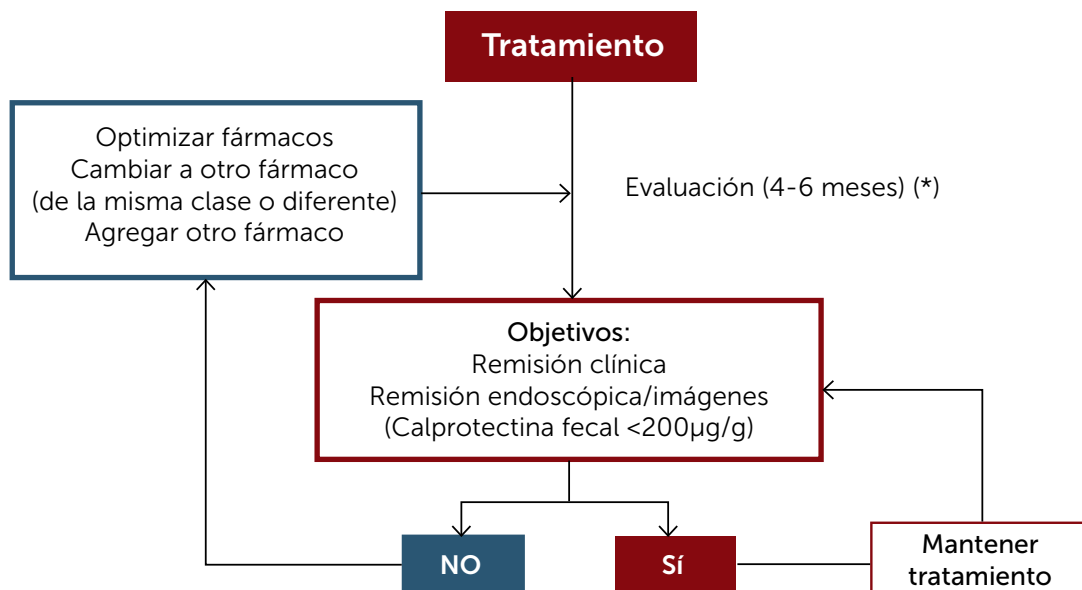 Tratamiento
Optimizar fármacos
Cambiar a otro fármaco
(de la misma clase o diferente)
Agregar otro fármaco
Evaluación (4-6 meses) (*)
Objetivos:
Remisión clínica
Remisión endoscópica/imágenes
(Calprotectina fecal <200µg/g)
NO
Sí
Mantener
tratamiento